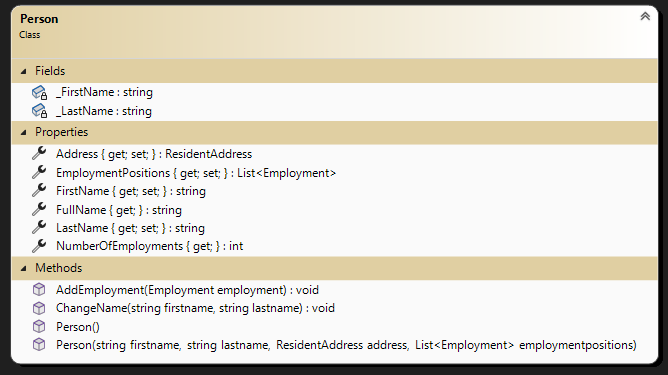 Person
Class
Fields
_FirstName : string
_LastName : string
Properties
Address { get; set; } : ResidentAddress
EmploymentPositions { get; set; } : List<Employment>
FirstName { get; set; } : string
FullName { get; } : string
LastName { get; set; } : string
NumberOfEmployments { get; } : int
Methods
AddEmployment(Employment employment) : void
ChangeName(string firstname, string lastname) : void
Person()
Person(string firstname, string lastname, ResidentAddress address, List<Employment> employmentpositions)